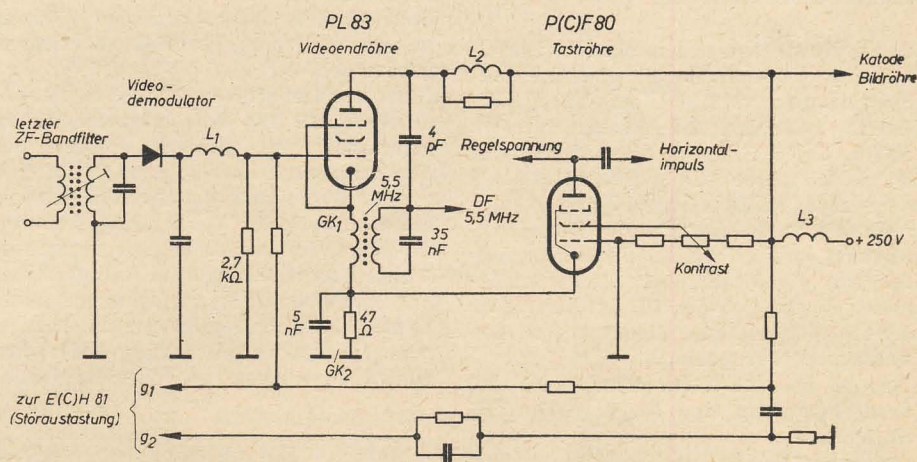 PL 83
Videoendröhre
P(C)F80
Taströhre
L2
Katode
Bildröhre
Video-
demodulator
letzter
ZF-Bandfilter
L1
4
pF
Regelspannung
Horizontal-
impuls
5,5
MHz
DF
5,5 MHz
GK1
35
nF
L3
+ 250 V
2,7
kΩ
Kontrast
5
nF
47
Ω
GK2
zur E(C)H 81
(Störaustastung)
g1
g2